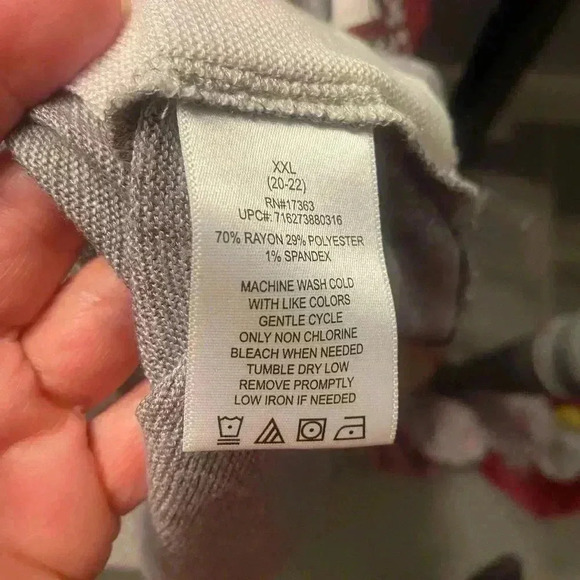 XXL
(20-22)
RN#17363
UPC#: 716273880316
70% RAYON 29% POLYESTER
1% SPANDEX
MACHINE WASH COLD
WITH LIKE COLORS
GENTLE CYCLE
ONLY NON CHLORINE
BLEACH WHEN NEEDED
TUMBLE DRY LOW
REMOVE PROMPTLY
LOW IRON IF NEEDED